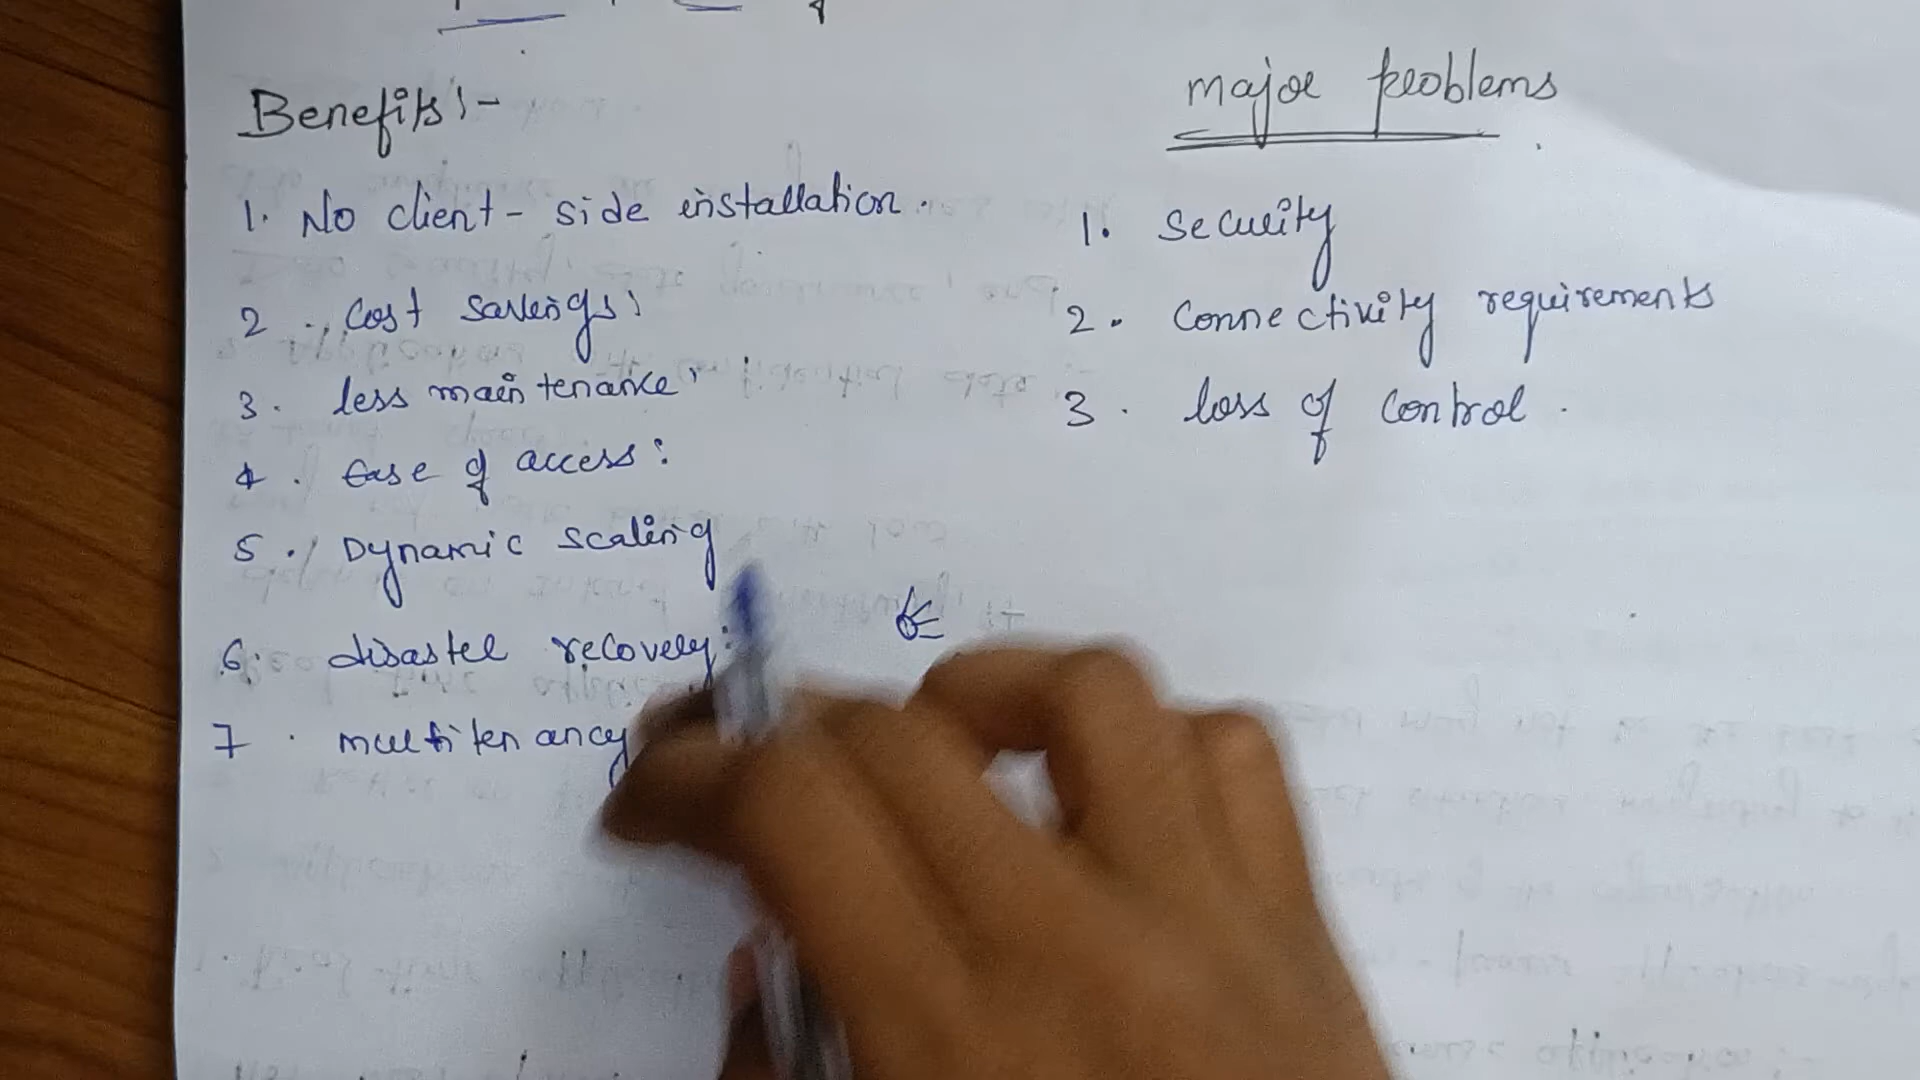 Benefits:-
1. No client-side installation.
2. Cost savings:
3. less maintenance
4. Ease of access:
5. Dynamic scaling
6. disaster recovery:
7. multitenancy
major problems
1. Security
2. Connectivity requirements
3. loss of control.